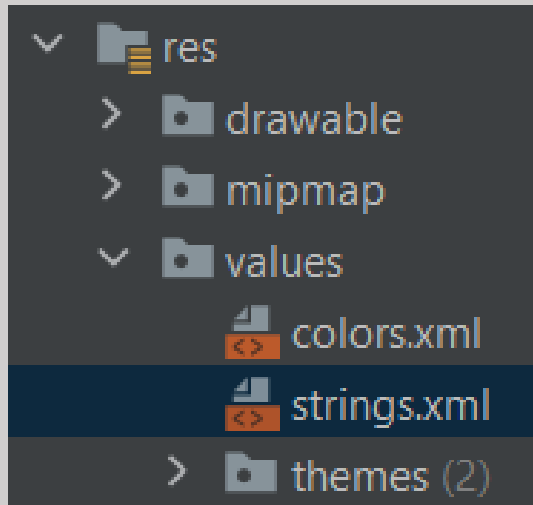 res
drawable
mipmap
values
colors.xml
strings.xml
themes (2)